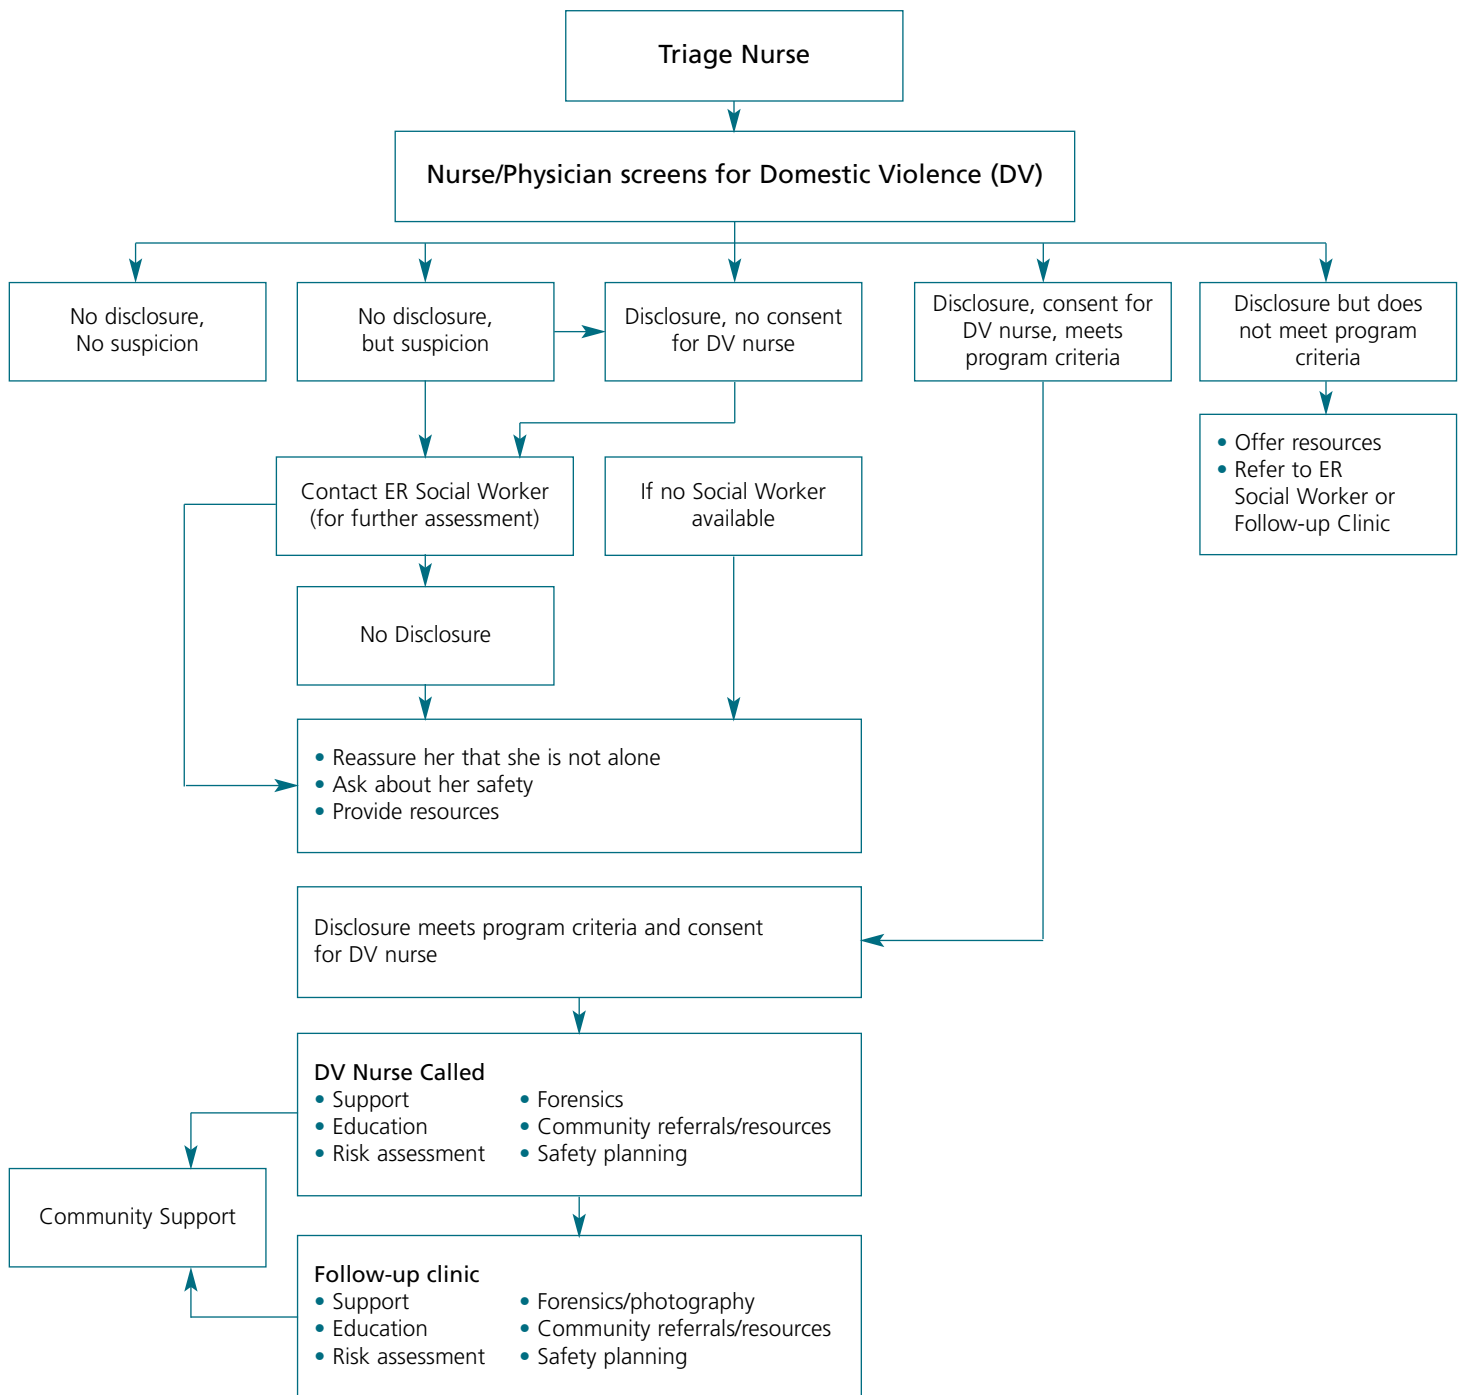 Triage Nurse
Nurse/Physician screens for Domestic Violence (DV)
No disclosure,
No suspicion
No disclosure,
but suspicion
Disclosure, no consent
for DV nurse
Disclosure, consent for
DV nurse, meets
program criteria
Disclosure but does
not meet program
criteria
• Offer resources
• Refer to ER
Social Worker or
Follow-up Clinic
Contact ER Social Worker
(for further assessment)
If no Social Worker
available
No Disclosure
• Reassure her that she is not alone
• Ask about her safety
• Provide resources
Disclosure meets program criteria and consent
for DV nurse
DV Nurse Called
• Support
• Education
• Risk assessment
• Forensics
• Community referrals/resources
• Safety planning
Community Support
Follow-up clinic
• Support
• Education
• Risk assessment
• Forensics/photography
• Community referrals/resources
• Safety planning